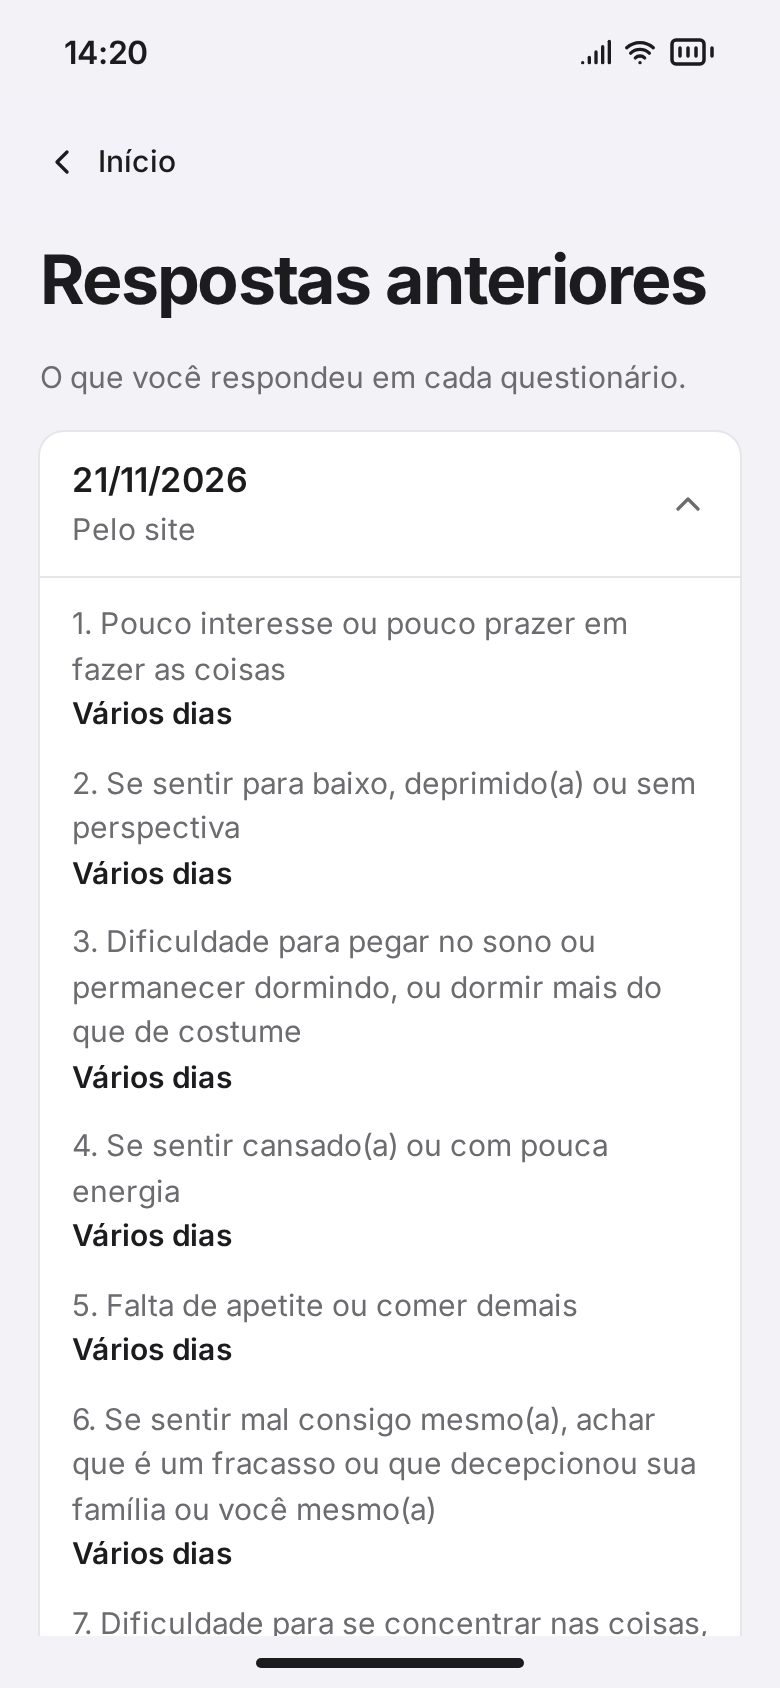 14:20
Início
Respostas anteriores
O que você respondeu em cada questionário.
21/11/2026
Pelo site
1. Pouco interesse ou pouco prazer em
fazer as coisas
Vários dias
2. Se sentir para baixo, deprimido(a) ou sem
perspectiva
Vários dias
3. Dificuldade para pegar no sono ou
permanecer dormindo, ou dormir mais do
que de costume
Vários dias
4. Se sentir cansado(a) ou com pouca
energia
Vários dias
5. Falta de apetite ou comer demais
Vários dias
6. Se sentir mal consigo mesmo(a), achar
que é um fracasso ou que decepcionou sua
família ou você mesmo(a)
Vários dias
7. Dificuldade para se concentrar nas coisas,